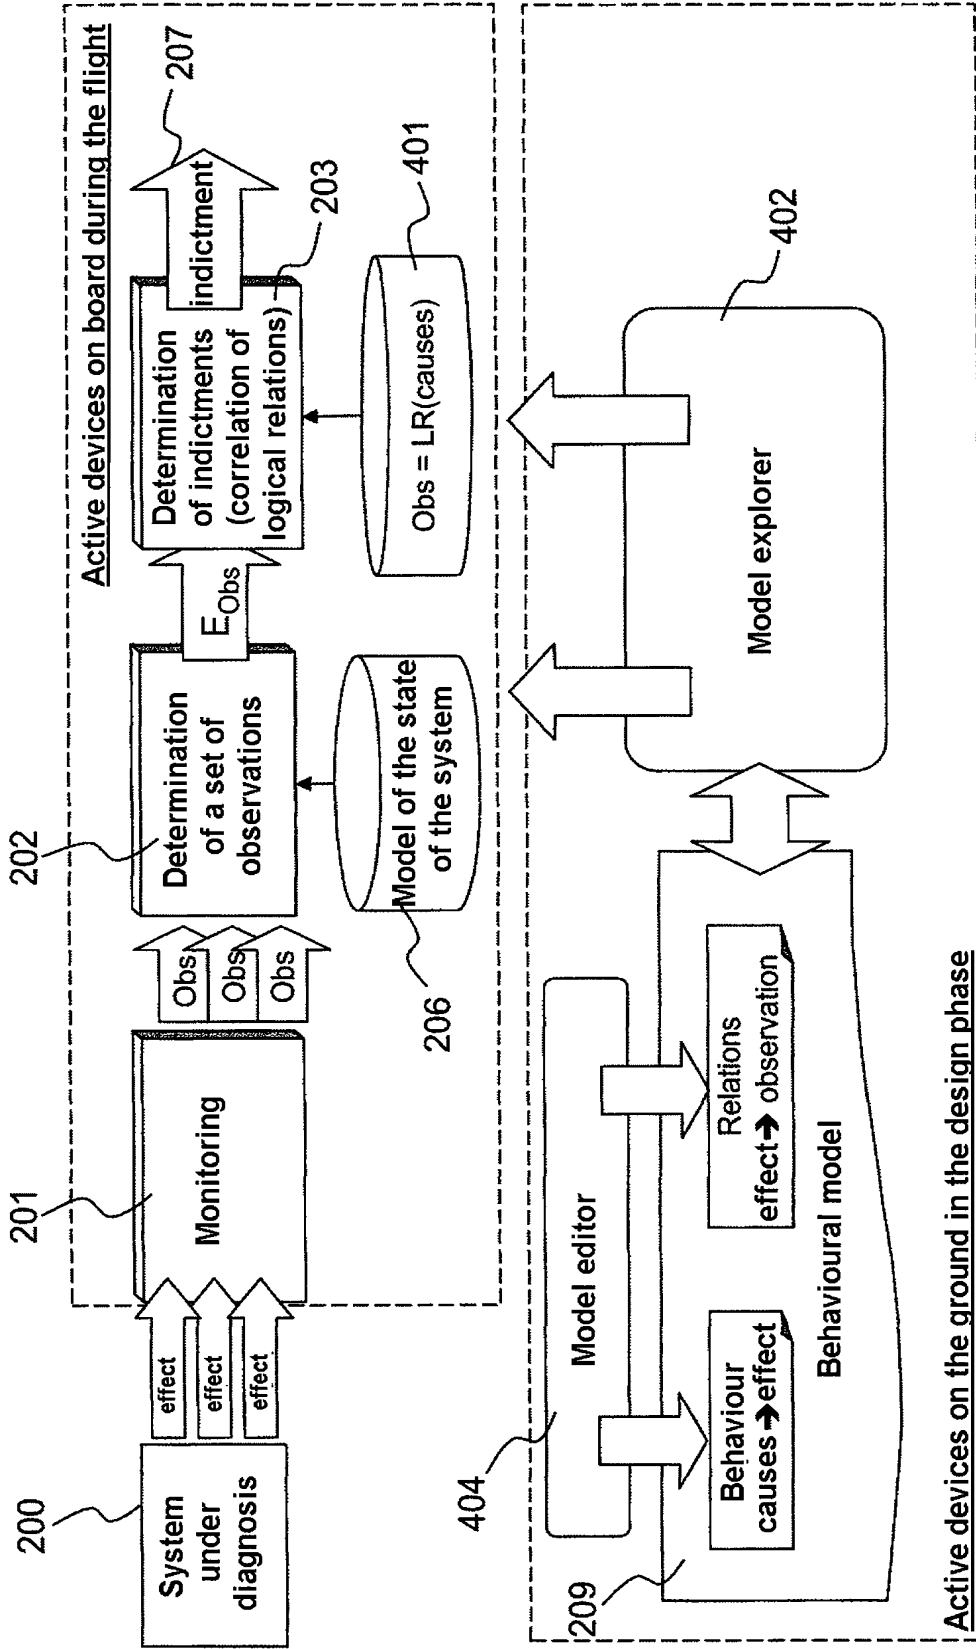 Active devices on board during the flight
200
System
under
diagnosis
effect
effect
effect
201
Monitoring
Obs
Obs
Obs
202
Determination
of a set of
observations
E_Obs
Determination
of indictments
(correlation of
logical relations)
203
indictment
207
206
Model of the state
of the system
Obs = LR(causes)
401
404
Model editor
209
Behaviour
causes➔effect
Relations
effect➔observation
Behavioural model
Model explorer
402
Active devices on the ground in the design phase